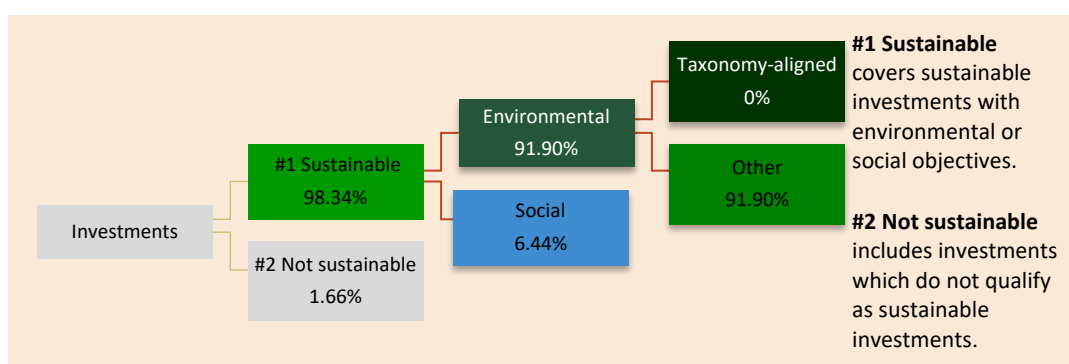 Investments
#1 Sustainable
98.34%
#2 Not sustainable
1.66%
Environmental
91.90%
Social
6.44%
Taxonomy-aligned
0%
Other
91.90%
#1 Sustainable
covers sustainable
investments with
environmental or
social objectives.
#2 Not sustainable
includes investments
which do not qualify
as sustainable
investments.